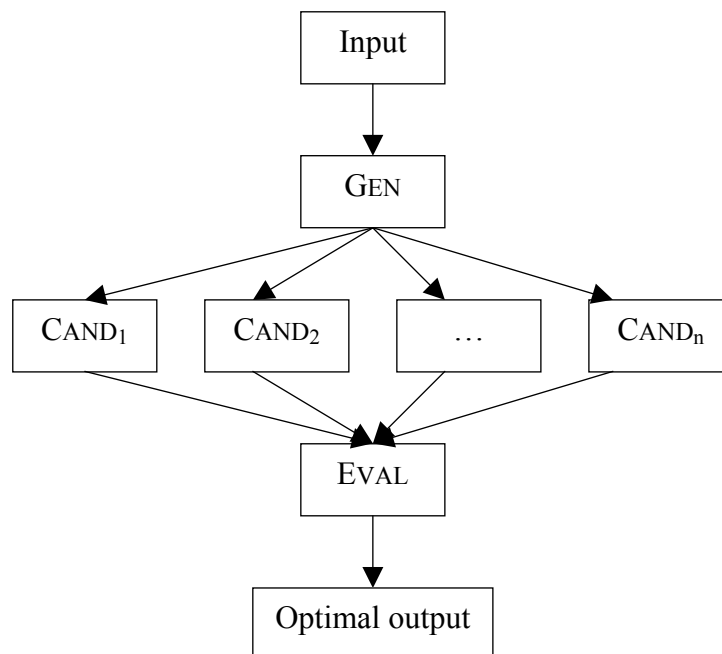 Input
GEN
CAND₁ CAND₂ … CANDₙ
EVAL
Optimal output